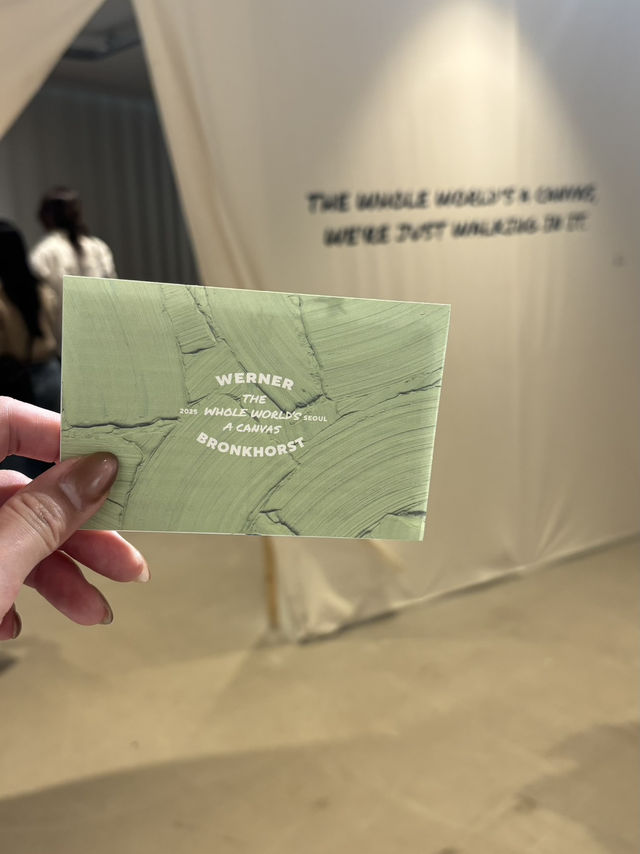 THE WHOLE WORLD'S A CANVAS,
WE'RE JUST WALKING IN IT.
WERNER
THE
2025 WHOLE WORLD'S SEOUL
A CANVAS
BRONKHORST